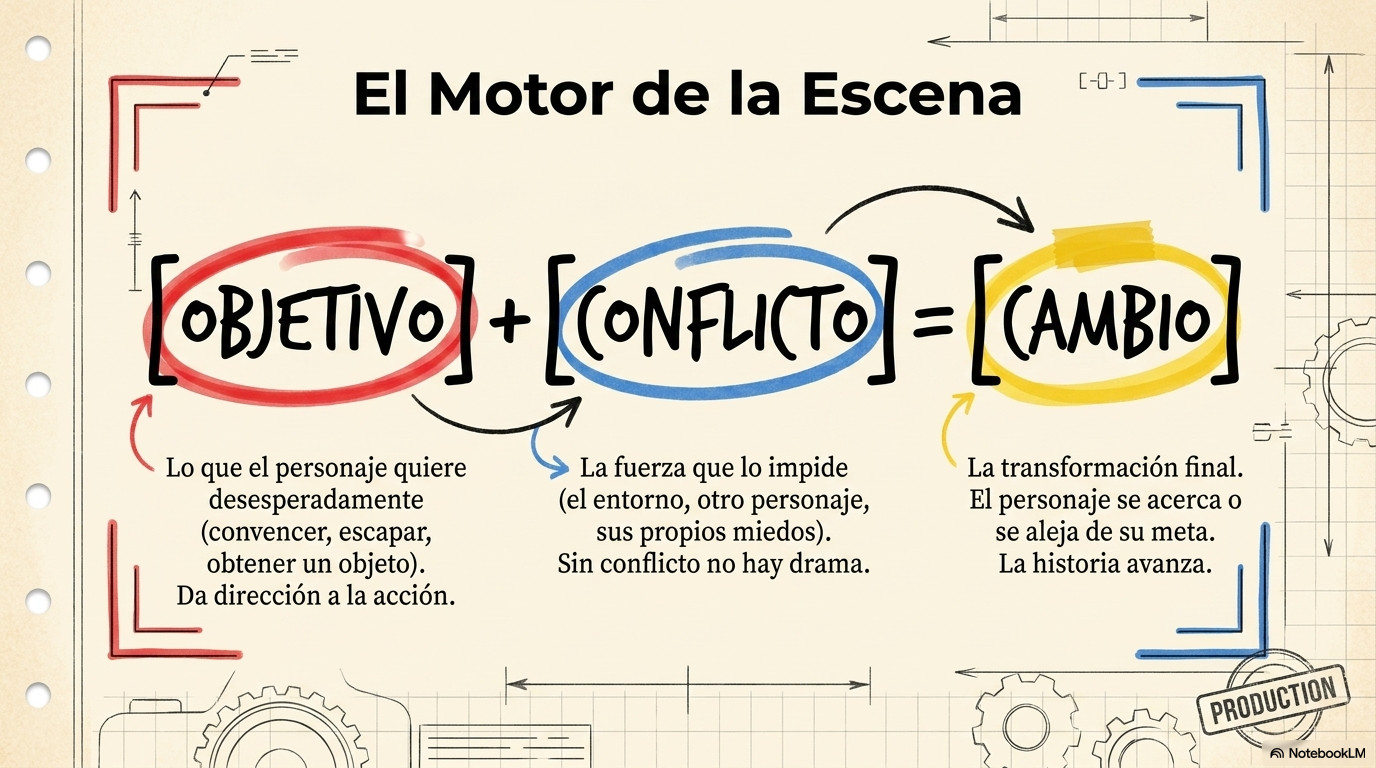 El Motor de la Escena
[OBJETIVO] + [CONFLICTO] = [CAMBIO]
Lo que el personaje quiere
desesperadamente
(convencer, escapar,
obtener un objeto).
Da dirección a la acción.
La fuerza que lo impide
(el entorno, otro personaje,
sus propios miedos).
Sin conflicto no hay drama.
La transformación final.
El personaje se acerca o
se aleja de su meta.
La historia avanza.
PRODUCTION
NotebookLM